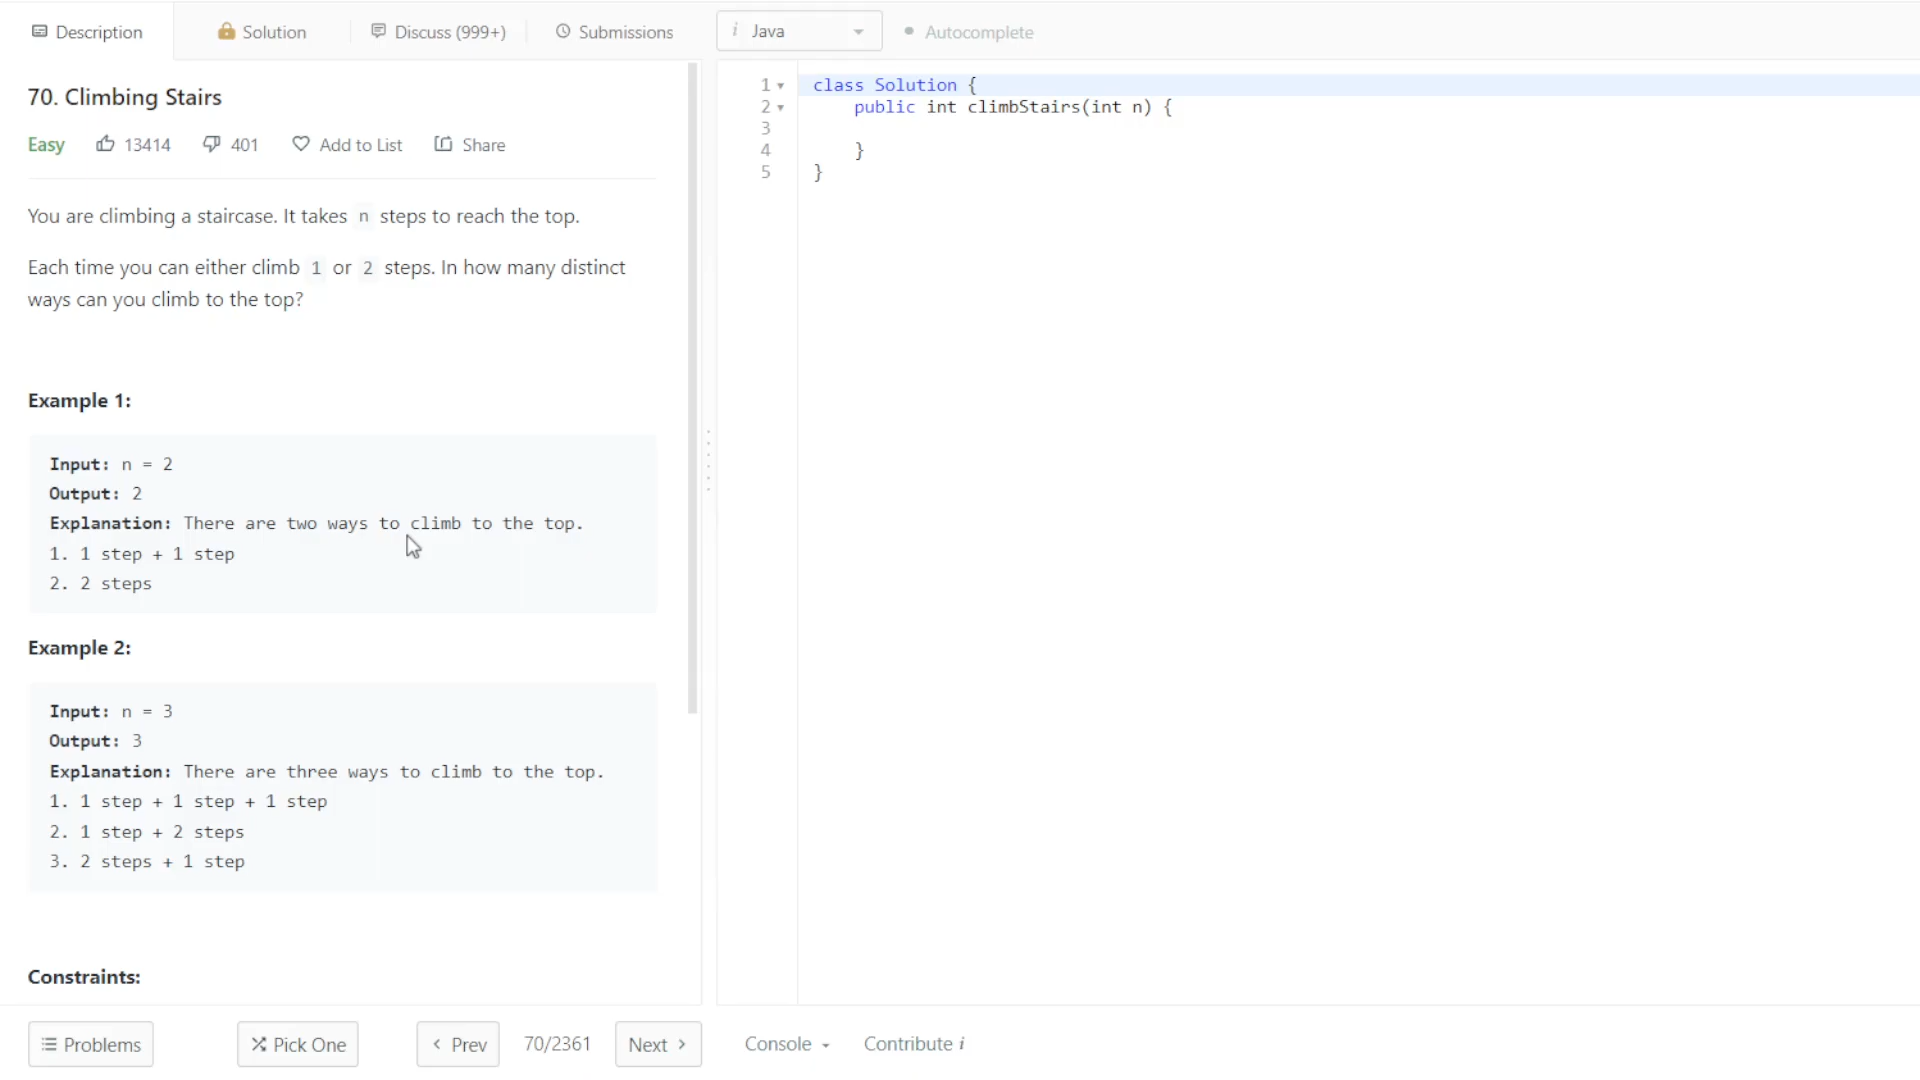 Description
Solution
Discuss (999+)
Submissions
i Java
Autocomplete
70. Climbing Stairs
Easy 13414 401 Add to List Share
You are climbing a staircase. It takes n steps to reach the top.
Each time you can either climb 1 or 2 steps. In how many distinct
ways can you climb to the top?
Example 1:
Input: n = 2
Output: 2
Explanation: There are two ways to climb to the top.
1. 1 step + 1 step
2. 2 steps
Example 2:
Input: n = 3
Output: 3
Explanation: There are three ways to climb to the top.
1. 1 step + 1 step + 1 step
2. 1 step + 2 steps
3. 2 steps + 1 step
Constraints:
1 class Solution {
2 public int climbStairs(int n) {
3
4 }
5 }
Problems
Pick One
Prev
70/2361
Next
Console
Contribute i